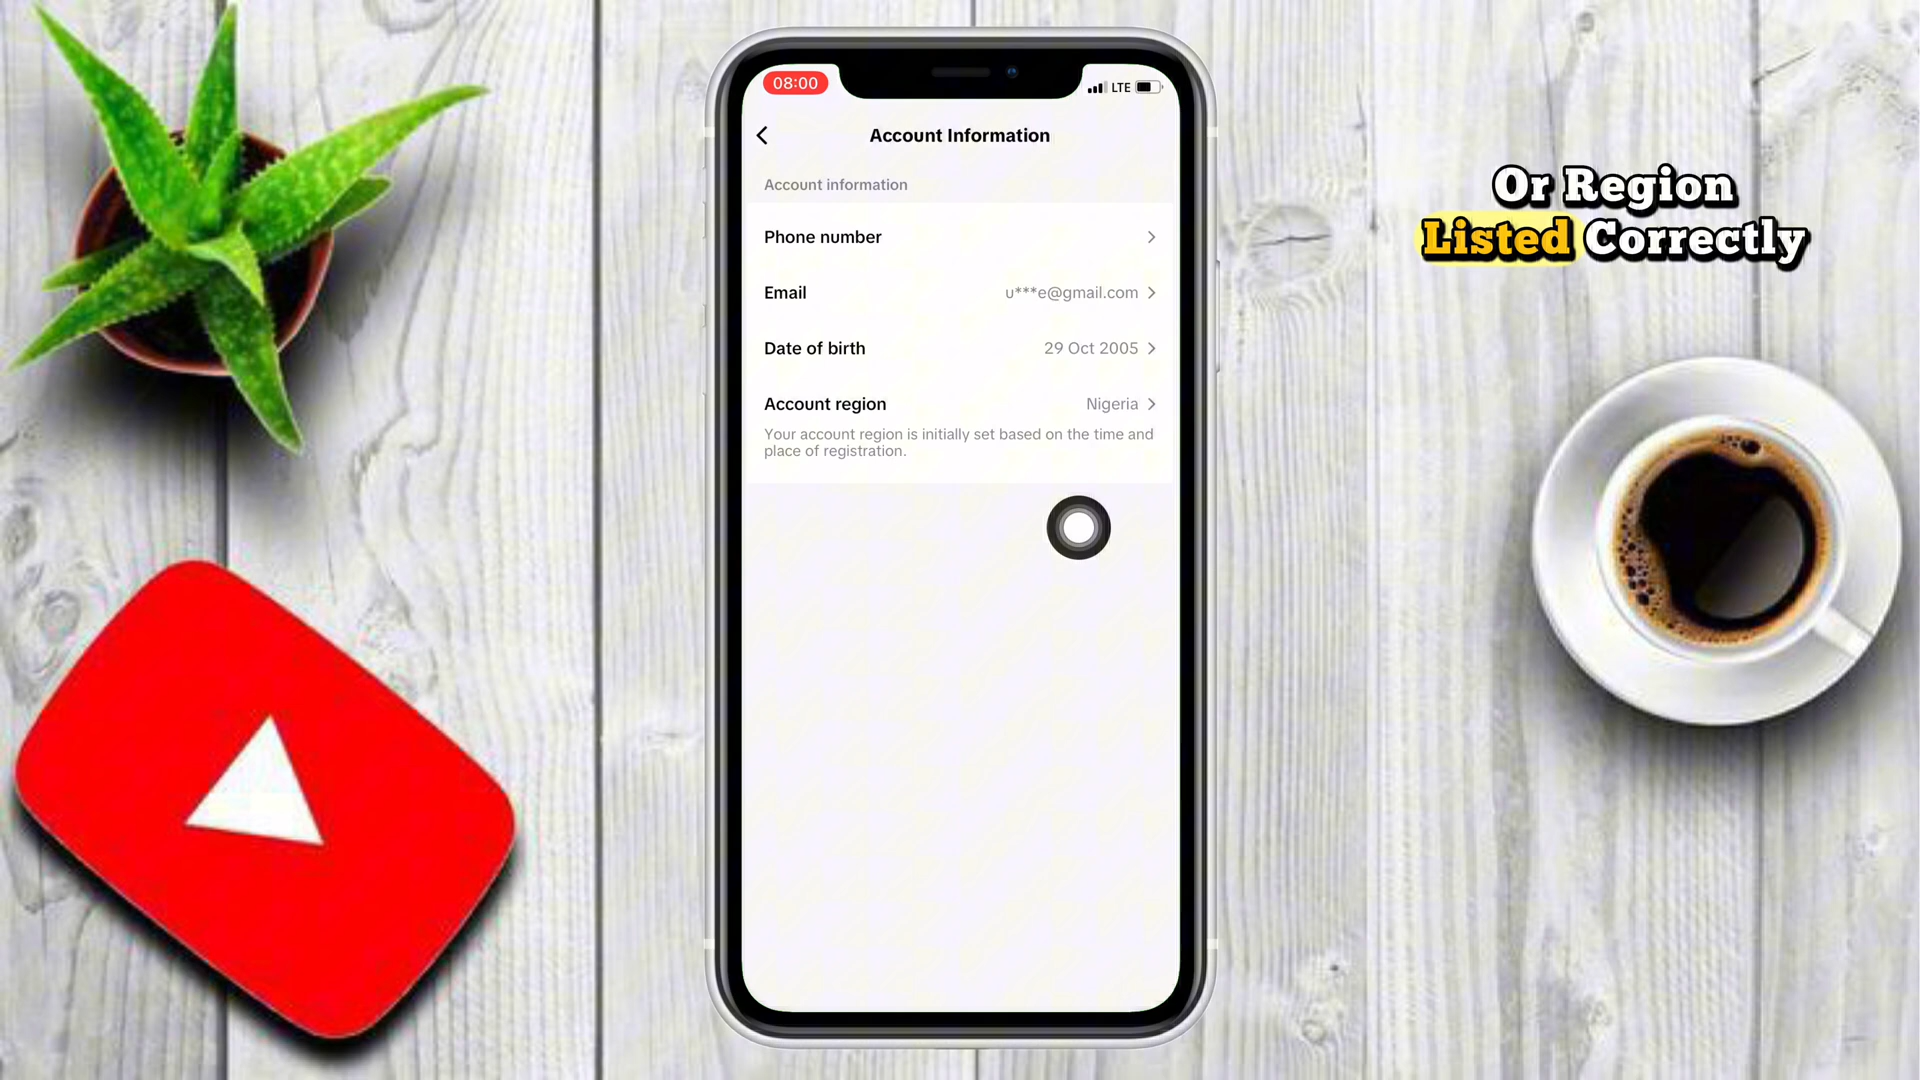 08:00
LTE
Account Information
Account information
Phone number
Email u***e@gmail.com
Date of birth 29 Oct 2005
Account region Nigeria
Your account region is initially set based on the time and
place of registration.
Or Region
Listed Correctly